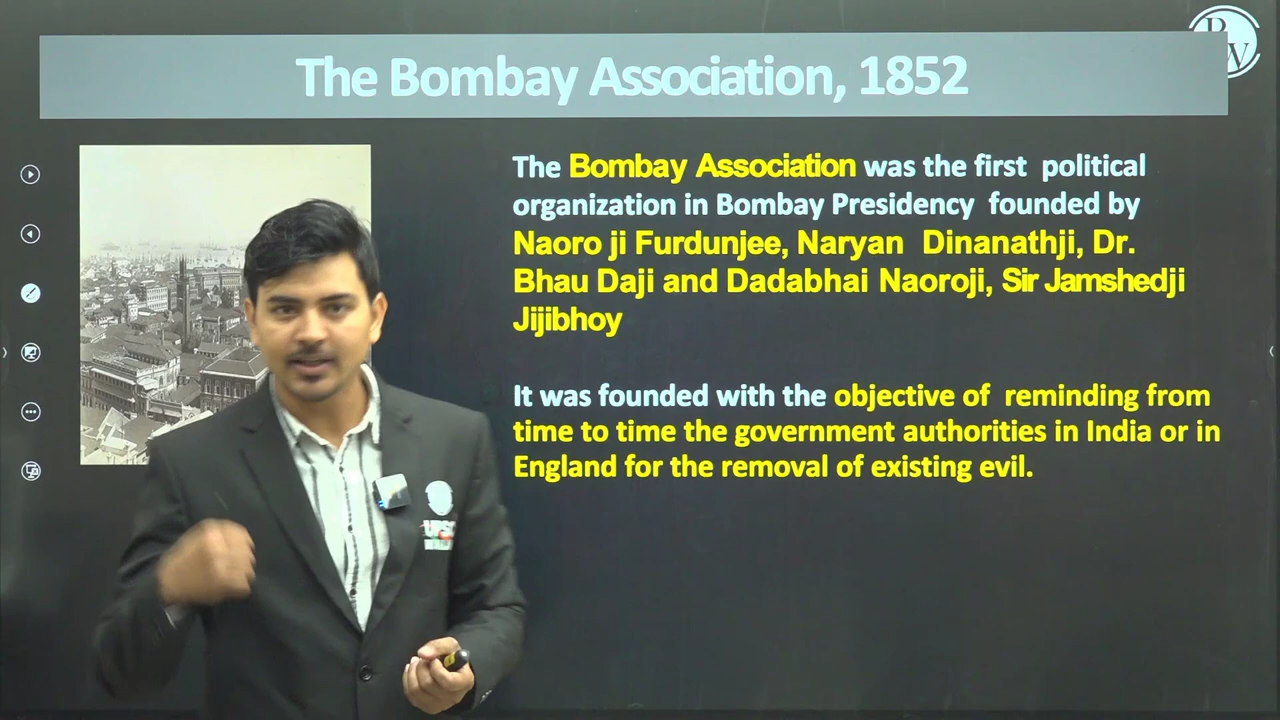 PW
The Bombay Association, 1852
The Bombay Association was the first political
organization in Bombay Presidency founded by
Naoro ji Furdunjee, Naryan Dinanathji, Dr.
Bhau Daji and Dadabhai Naoroji, Sir Jamshedji
Jijibhoy
It was founded with the objective of reminding from
time to time the government authorities in India or in
England for the removal of existing evil.
UPSC